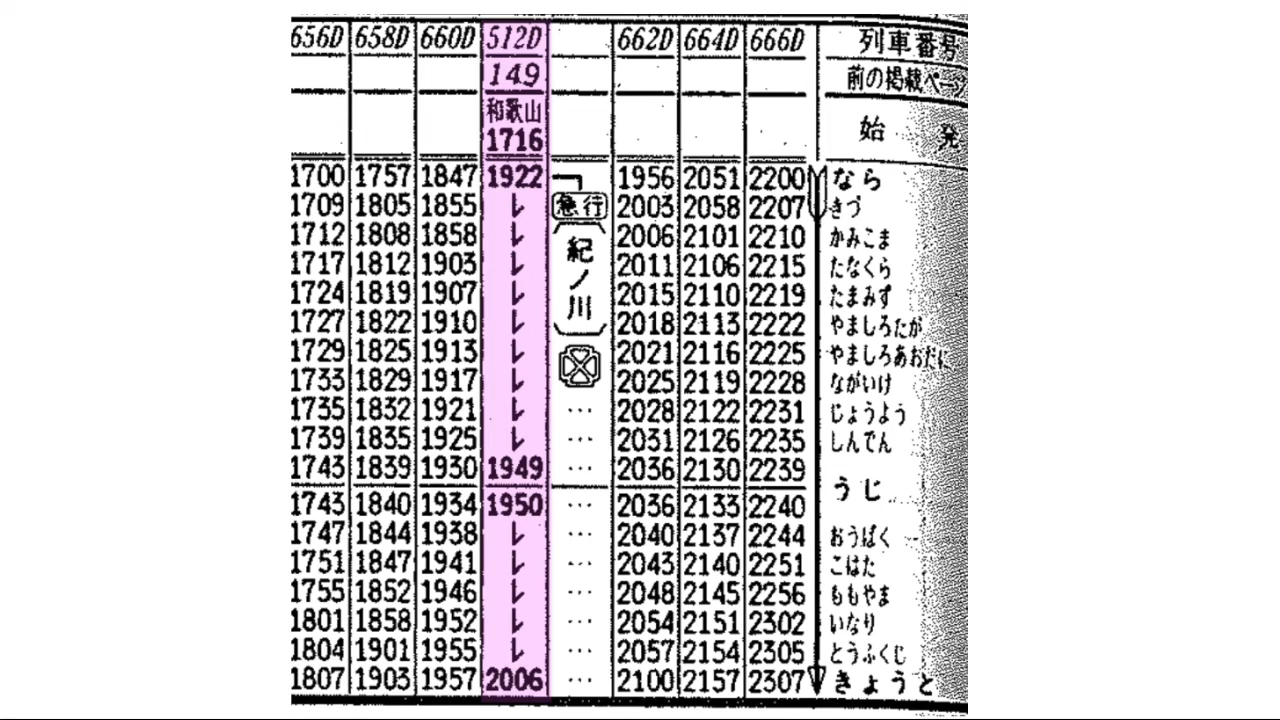 656D 658D 660D 512D 662D 664D 666D 列車番号
149 前の掲載ページ
和歌山 始 発
1716
1700 1757 1847 1922 1956 2051 2200 なら
1709 1805 1855 レ 急行 2003 2058 2207 きづ
1712 1808 1858 レ 紀ノ川 2006 2101 2210 かみこま
1717 1812 1903 レ 2011 2106 2215 たなくら
1724 1819 1907 レ 2015 2110 2219 たまみず
1727 1822 1910 レ 2018 2113 2222 やましろたが
1729 1825 1913 レ 2021 2116 2225 やましろあおだに
1733 1829 1917 レ 2025 2119 2228 ながいけ
1735 1832 1921 レ … 2028 2122 2231 じょうよう
1739 1835 1925 レ … 2031 2126 2235 しんでん
1743 1839 1930 1949 … 2036 2130 2239 うじ
1743 1840 1934 1950 … 2036 2133 2240
1747 1844 1938 レ … 2040 2137 2244 おうばく
1751 1847 1941 レ … 2043 2140 2251 こはた
1755 1852 1946 レ … 2048 2145 2256 ももやま
1801 1858 1952 レ … 2054 2151 2302 いなり
1804 1901 1955 レ … 2057 2154 2305 とうふくじ
1807 1903 1957 2006 … 2100 2157 2307 きょうと